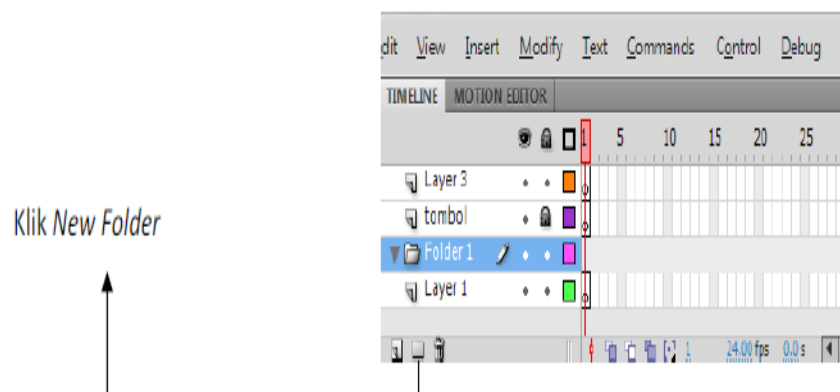 Klik New Folder
dit View Insert Modify Text Commands Control Debug
TIMELINE MOTION EDITOR
1 5 10 15 20 25
Layer 3
tombol
Folder 1
Layer 1
1 24.00 fps 0.0 s